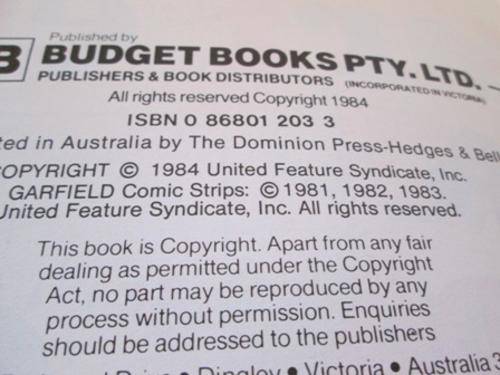 Published by
B BUDGET BOOKS PTY. LTD.
PUBLISHERS & BOOK DISTRIBUTORS (INCORPORATED IN VICTORIA)
All rights reserved Copyright 1984
ISBN 0 86801 203 3
ted in Australia by The Dominion Press-Hedges & Bell
COPYRIGHT © 1984 United Feature Syndicate, Inc.
GARFIELD Comic Strips: © 1981, 1982, 1983.
United Feature Syndicate, Inc. All rights reserved.
This book is Copyright. Apart from any fair
dealing as permitted under the Copyright
Act, no part may be reproduced by any
process without permission. Enquiries
should be addressed to the publishers
Dingley • Victoria • Australia 3